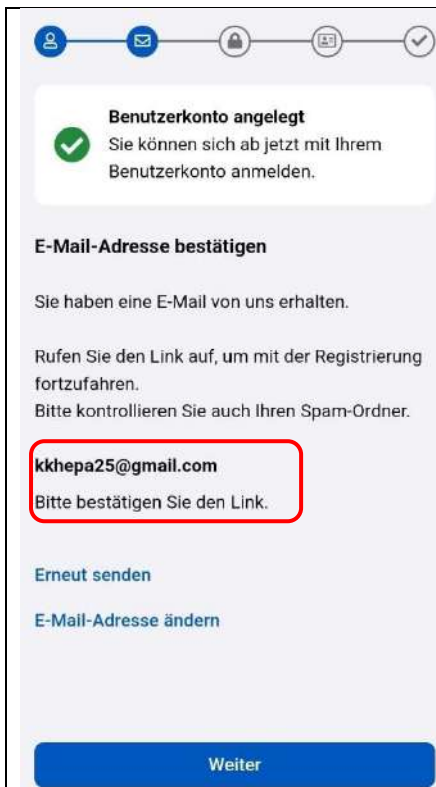 Benutzerkonto angelegt
Sie können sich ab jetzt mit Ihrem
Benutzerkonto anmelden.
E-Mail-Adresse bestätigen
Sie haben eine E-Mail von uns erhalten.
Rufen Sie den Link auf, um mit der Registrierung
fortzufahren.
Bitte kontrollieren Sie auch Ihren Spam-Ordner.
kkhepa25@gmail.com
Bitte bestätigen Sie den Link.
Erneut senden
E-Mail-Adresse ändern
Weiter